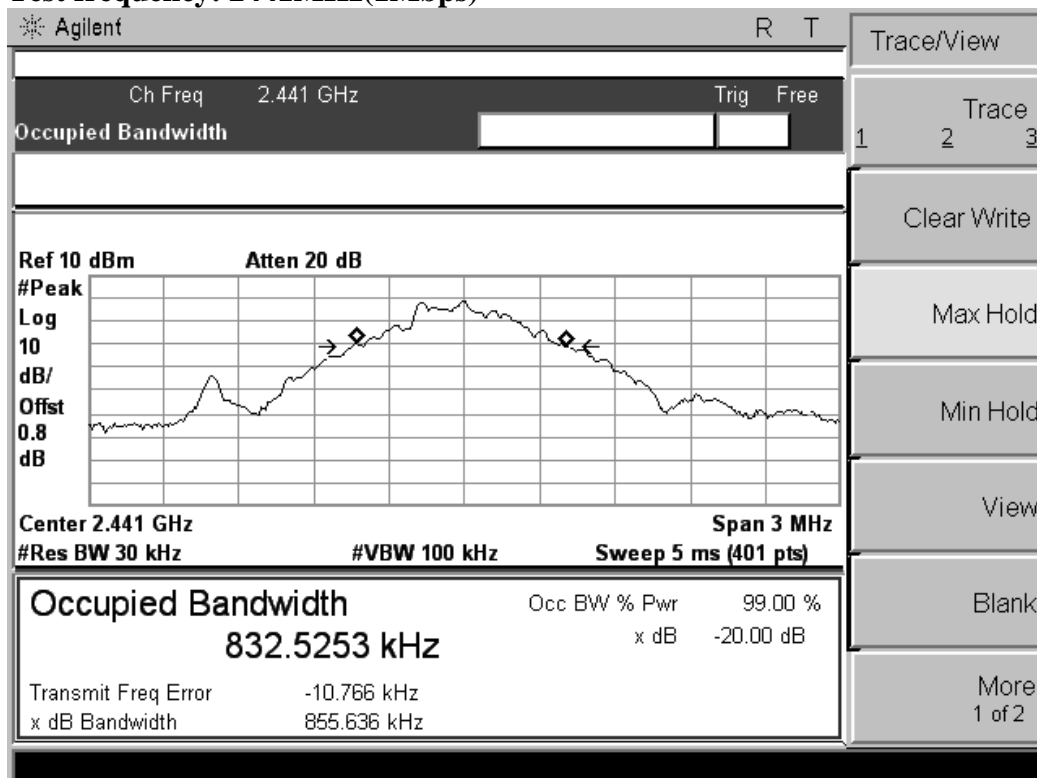 Test frequency: 2441MHz(1Mbps)
Agilent R T
Trace/View
Ch Freq 2.441 GHz Trig Free
Occupied Bandwidth
Trace
1 2 3
Clear Write
Ref 10 dBm Atten 20 dB
#Peak
Log
10
dB/
Offst
0.8
dB
Max Hold
Min Hold
View
Center 2.441 GHz Span 3 MHz
#Res BW 30 kHz #VBW 100 kHz Sweep 5 ms (401 pts)
Occupied Bandwidth Occ BW % Pwr 99.00 %
832.5253 kHz x dB -20.00 dB
Transmit Freq Error -10.766 kHz
x dB Bandwidth 855.636 kHz
Blank
More
1 of 2